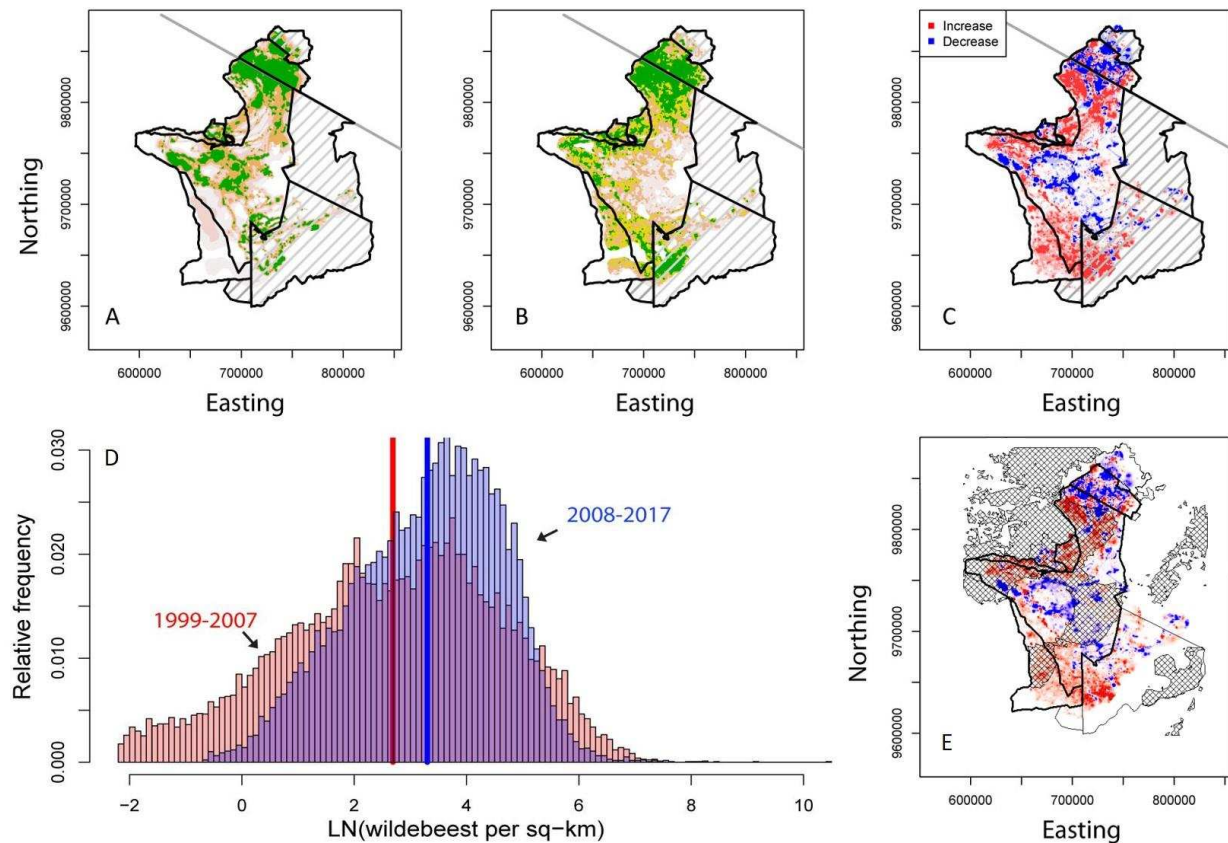 Northing
9800000
9700000
9600000
A
600000 700000 800000
Easting
B
600000 700000 800000
Easting
Increase
Decrease
9800000
9700000
9600000
C
600000 700000 800000
Easting
D
Relative frequency
0.030
0.020
0.010
0.000
1999-2007
2008-2017
−2 0 2 4 6 8 10
LN(wildebeest per sq−km)
Northing
9800000
9700000
9600000
E
600000 700000 800000
Easting